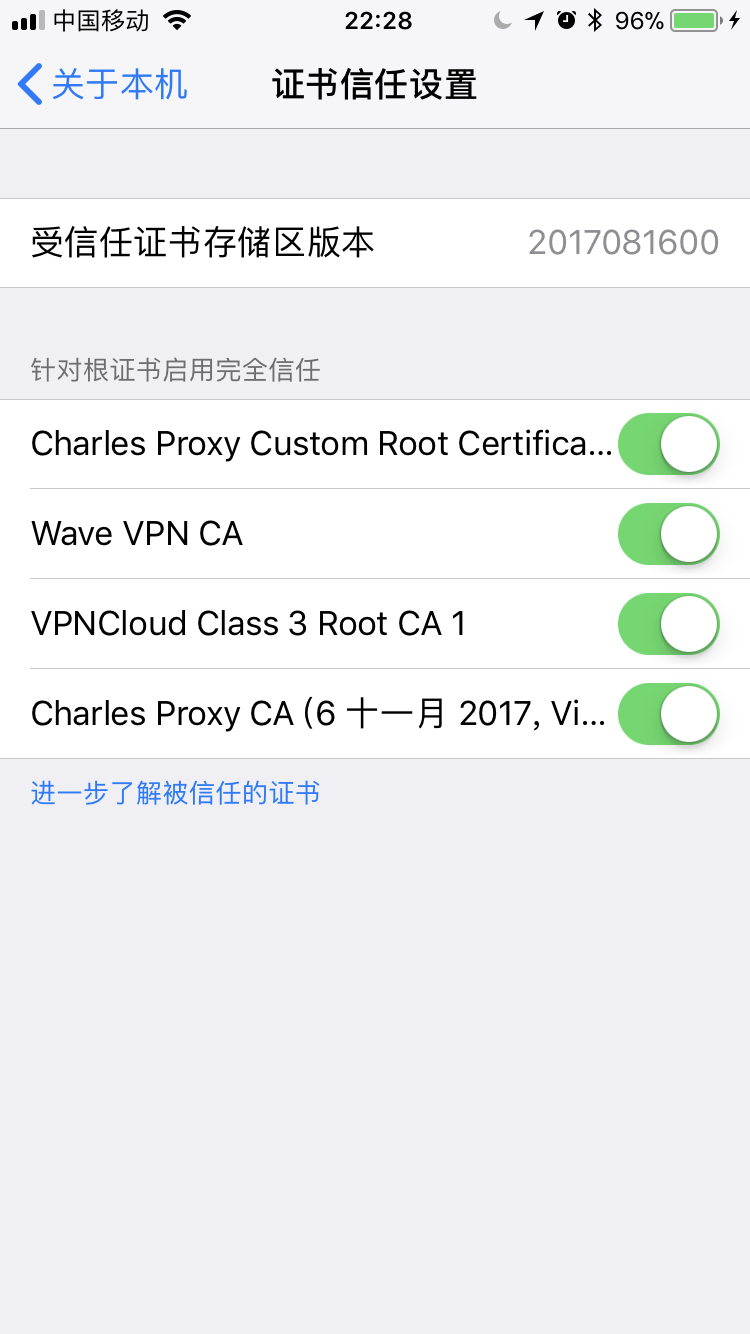 中国移动 22:28 96%
关于本机 证书信任设置
受信任证书存储区版本 2017081600
针对根证书启用完全信任
Charles Proxy Custom Root Certifica...
Wave VPN CA
VPNCloud Class 3 Root CA 1
Charles Proxy CA (6 十一月 2017, Vi...
进一步了解被信任的证书